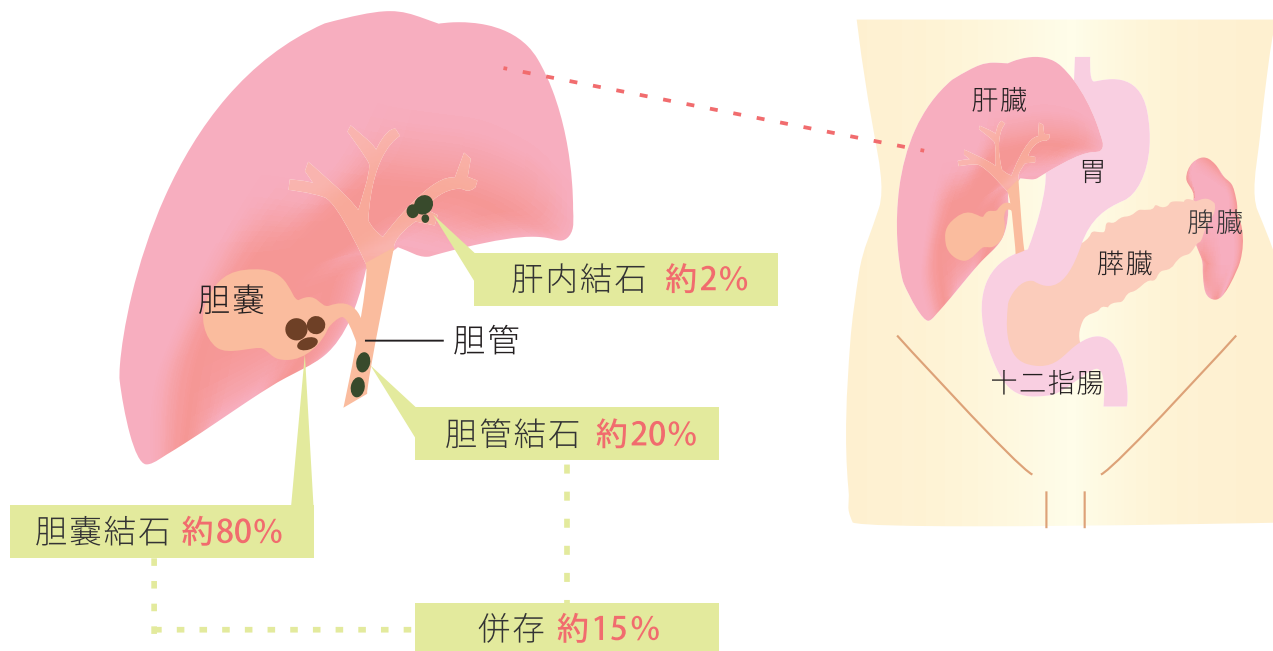 肝臓
胃
脾臓
膵臓
十二指腸
胆嚢
肝内結石 約2%
胆管
胆管結石 約20%
胆嚢結石 約80%
併存 約15%